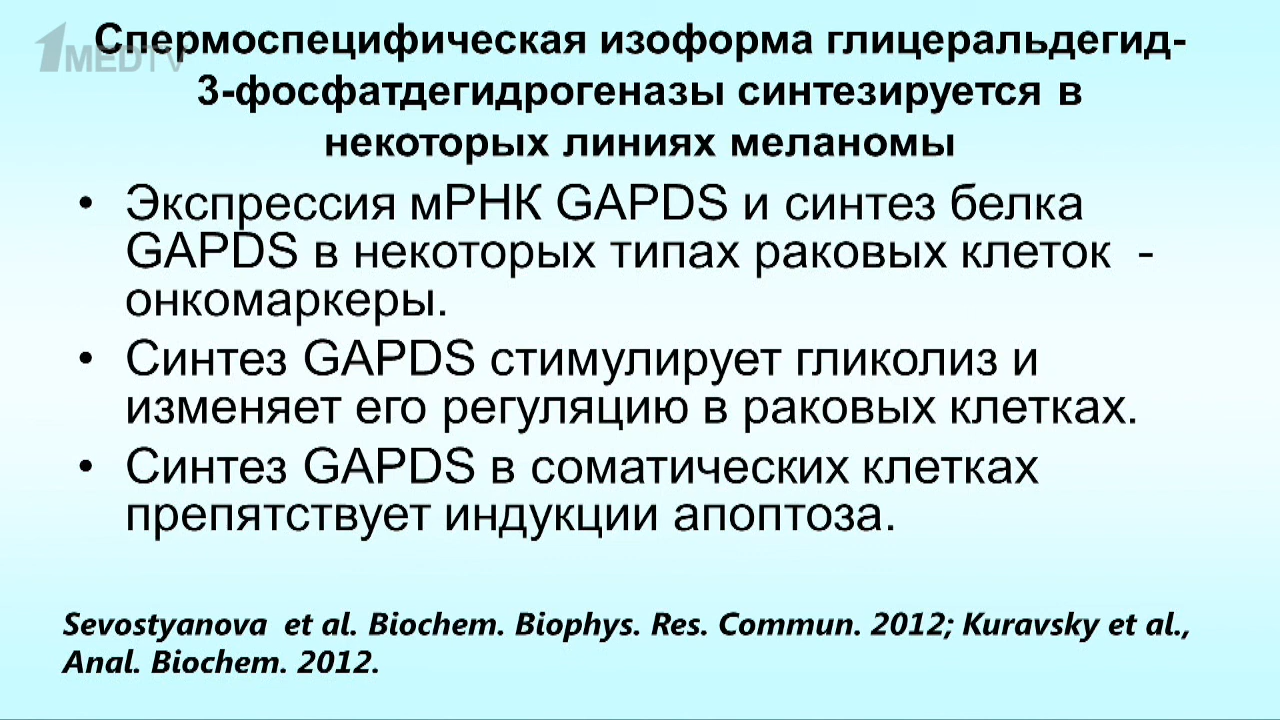 1MEDTV
Спермоспецифическая изоформа глицеральдегид-
3-фосфатдегидрогеназы синтезируется в
некоторых линиях меланомы
• Экспрессия мРНК GAPDS и синтез белка
GAPDS в некоторых типах раковых клеток -
онкомаркеры.
• Синтез GAPDS стимулирует гликолиз и
изменяет его регуляцию в раковых клетках.
• Синтез GAPDS в соматических клетках
препятствует индукции апоптоза.
Sevostyanova et al. Biochem. Biophys. Res. Commun. 2012; Kuravsky et al.,
Anal. Biochem. 2012.